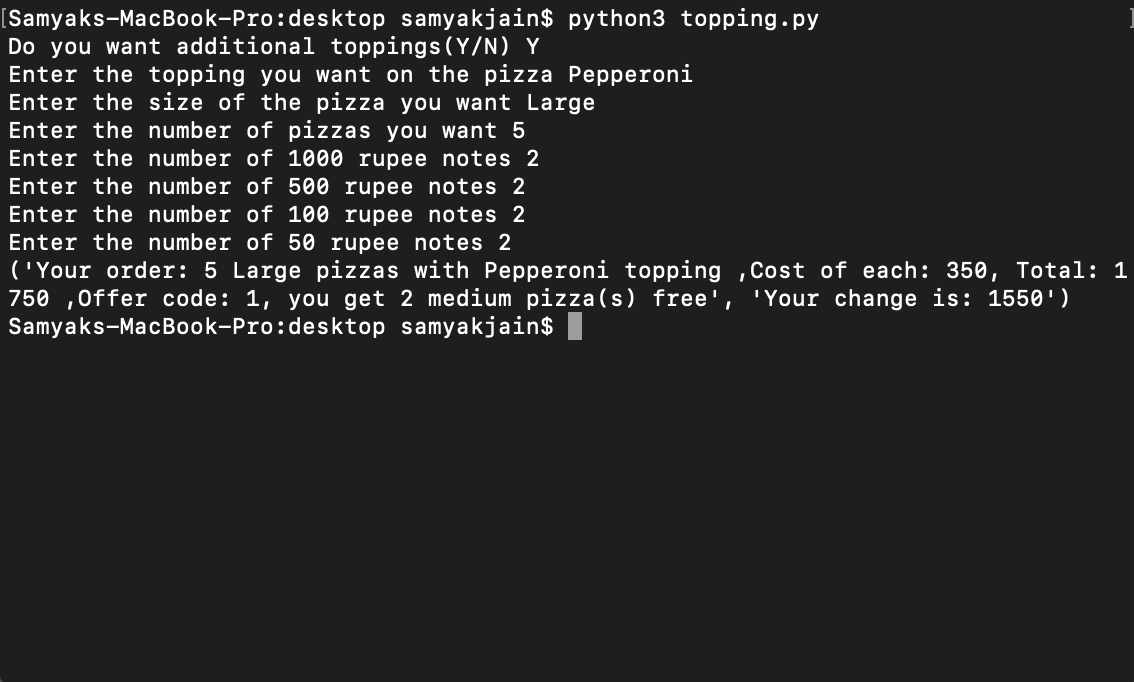 [Samyaks-MacBook-Pro:desktop samyakjain$ python3 topping.py ]
Do you want additional toppings(Y/N) Y
Enter the topping you want on the pizza Pepperoni
Enter the size of the pizza you want Large
Enter the number of pizzas you want 5
Enter the number of 1000 rupee notes 2
Enter the number of 500 rupee notes 2
Enter the number of 100 rupee notes 2
Enter the number of 50 rupee notes 2
('Your order: 5 Large pizzas with Pepperoni topping ,Cost of each: 350, Total: 1
750 ,Offer code: 1, you get 2 medium pizza(s) free', 'Your change is: 1550')
Samyaks-MacBook-Pro:desktop samyakjain$